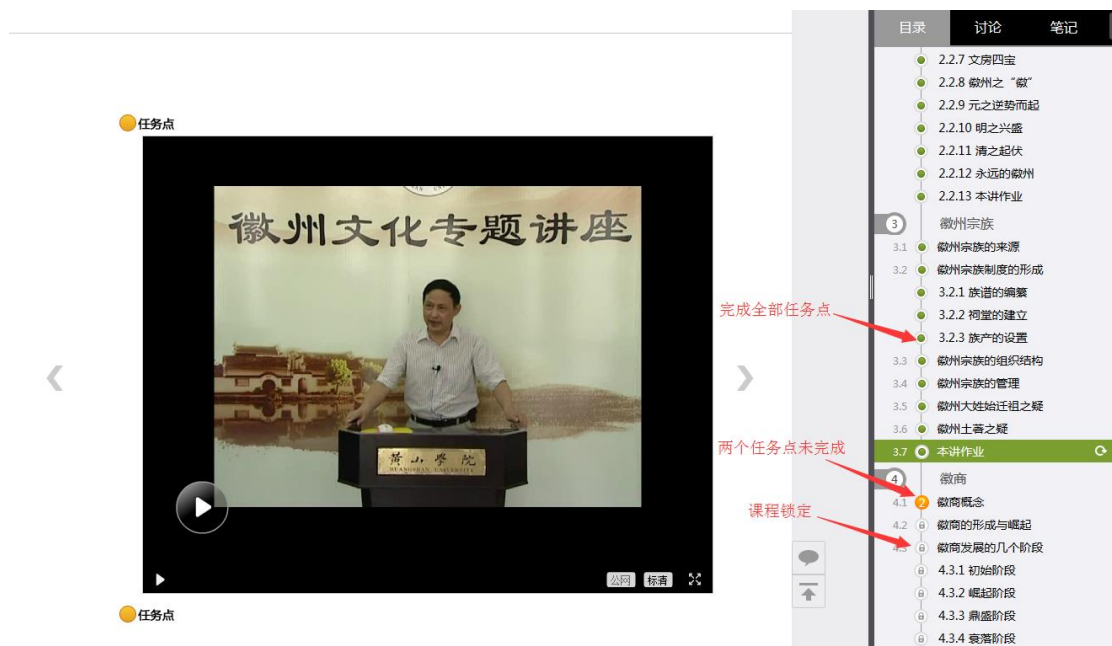 目录 讨论 笔记
2.2.7 文房四宝
2.2.8 徽州之“徽”
2.2.9 元之逆势而起
2.2.10 明之兴盛
2.2.11 清之起伏
2.2.12 永远的徽州
2.2.13 本讲作业
3 徽州宗族
3.1 徽州宗族的来源
3.2 徽州宗族制度的形成
3.2.1 族谱的编纂
3.2.2 祠堂的建立
3.2.3 族产的设置
3.3 徽州宗族的组织结构
3.4 徽州宗族的管理
3.5 徽州大姓始迁祖之疑
3.6 徽州土著之疑
3.7 本讲作业
4 徽商
4.1 2 徽商概念
4.2 徽商的形成与崛起
4.3 徽商发展的几个阶段
4.3.1 初始阶段
4.3.2 崛起阶段
4.3.3 鼎盛阶段
4.3.4 衰落阶段
完成全部任务点
两个任务点未完成
课程锁定
任务点
徽州文化专题讲座
黄山学院
HUANGSHAN UNIVERSITY
公网 标清
任务点